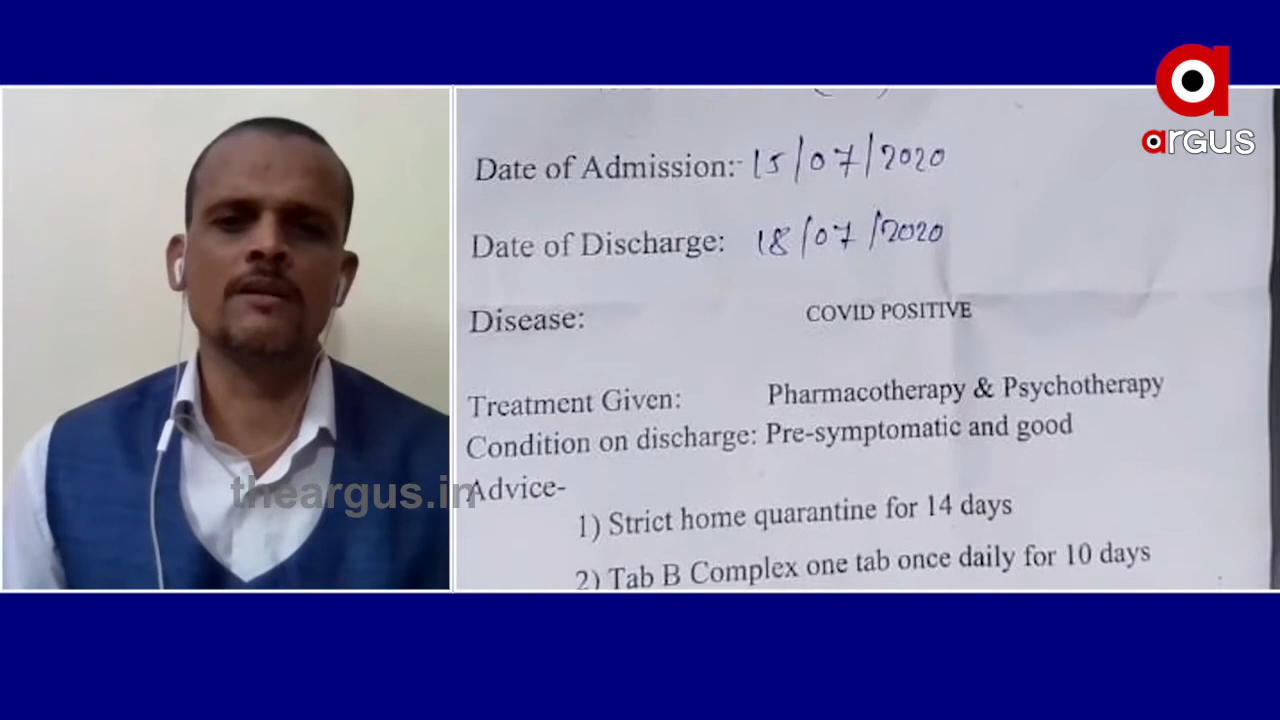 argus
Date of Admission:- 15/07/2020
Date of Discharge: 18/07/2020
Disease: COVID POSITIVE
Treatment Given: Pharmacotherapy & Psychotherapy
Condition on discharge: Pre-symptomatic and good
Advice-
1) Strict home quarantine for 14 days
2) Tab B Complex one tab once daily for 10 days
theargus.in